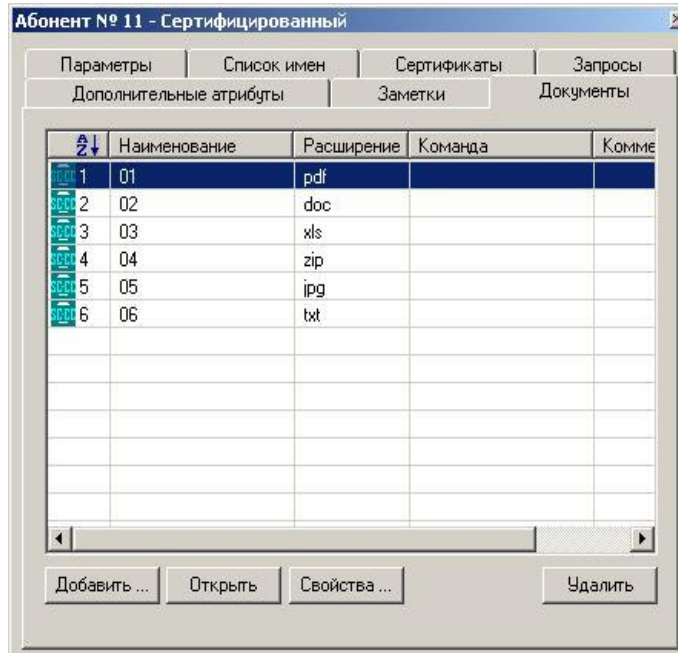 Абонент № 11 - Сертифицированный
Параметры Список имен Сертификаты Запросы
Дополнительные атрибуты Заметки Документы
Наименование Расширение Команда Комме
1 01 pdf
2 02 doc
3 03 xls
4 04 zip
5 05 jpg
6 06 txt
Добавить ... Открыть Свойства ... Удалить